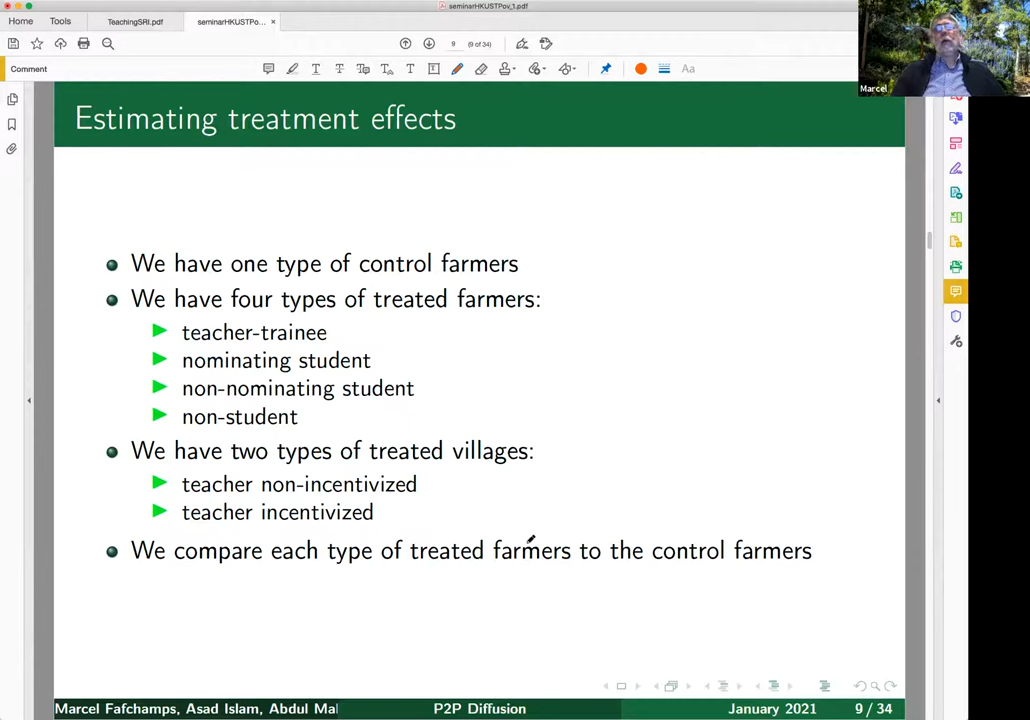 seminarHKUSTPov_1.pdf
Home Tools TeachingSRI.pdf seminarHKUSTPo... ×
9 (9 of 34)
Comment
Aa
Marcel
Estimating treatment effects
We have one type of control farmers
We have four types of treated farmers:
teacher-trainee
nominating student
non-nominating student
non-student
We have two types of treated villages:
teacher non-incentivized
teacher incentivized
We compare each type of treated farmers to the control farmers
Marcel Fafchamps, Asad Islam, Abdul Mal P2P Diffusion January 2021 9 / 34